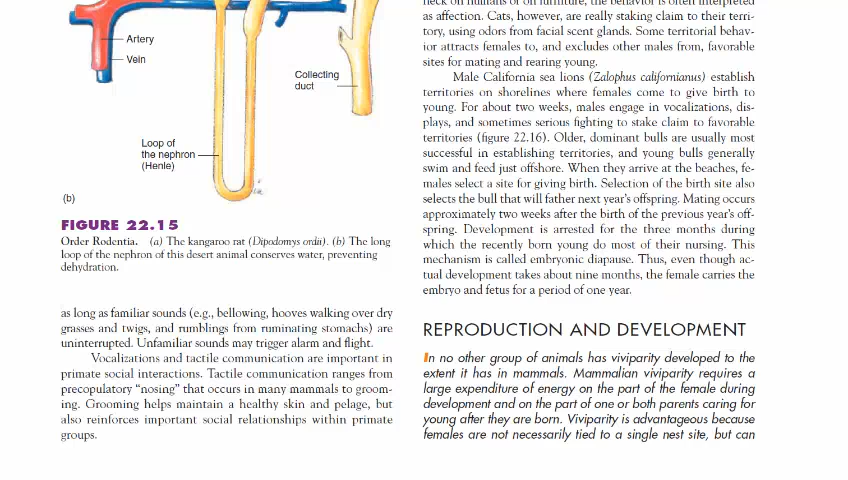 Artery
Vein
Collecting
duct
Loop of
the nephron
(Henle)
(b)
FIGURE 22.15
Order Rodentia. (a) The kangaroo rat (Dipodomys ordii). (b) The long
loop of the nephron of this desert animal conserves water, preventing
dehydration.
as long as familiar sounds (e.g., bellowing, hooves walking over dry
grasses and twigs, and rumblings from ruminating stomachs) are
uninterrupted. Unfamiliar sounds may trigger alarm and flight.
Vocalizations and tactile communication are important in
primate social interactions. Tactile communication ranges from
precopulatory “nosing” that occurs in many mammals to groom-
ing. Grooming helps maintain a healthy skin and pelage, but
also reinforces important social relationships within primate
groups.
neck on humans or on furniture, the behavior is often interpreted
as affection. Cats, however, are really staking claim to their terri-
tory, using odors from facial scent glands. Some territorial behav-
ior attracts females to, and excludes other males from, favorable
sites for mating and rearing young.
Male California sea lions (Zalophus californianus) establish
territories on shorelines where females come to give birth to
young. For about two weeks, males engage in vocalizations, dis-
plays, and sometimes serious fighting to stake claim to favorable
territories (figure 22.16). Older, dominant bulls are usually most
successful in establishing territories, and young bulls generally
swim and feed just offshore. When they arrive at the beaches, fe-
males select a site for giving birth. Selection of the birth site also
selects the bull that will father next year’s offspring. Mating occurs
approximately two weeks after the birth of the previous year’s off-
spring. Development is arrested for the three months during
which the recently born young do most of their nursing. This
mechanism is called embryonic diapause. Thus, even though ac-
tual development takes about nine months, the female carries the
embryo and fetus for a period of one year.
REPRODUCTION AND DEVELOPMENT
In no other group of animals has viviparity developed to the
extent it has in mammals. Mammalian viviparity requires a
large expenditure of energy on the part of the female during
development and on the part of one or both parents caring for
young after they are born. Viviparity is advantageous because
females are not necessarily tied to a single nest site, but can